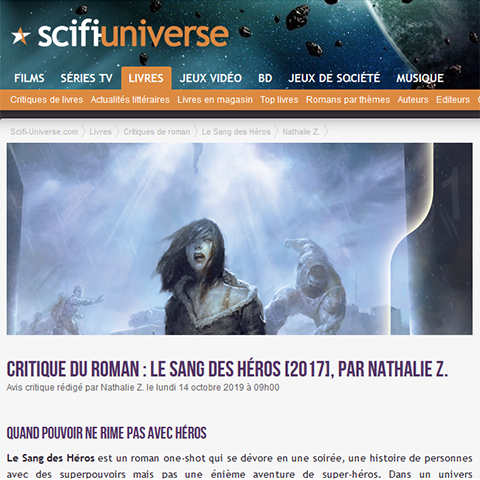 scifi-universe
FILMS SÉRIES TV LIVRES JEUX VIDÉO BD JEUX DE SOCIÉTÉ MUSIQUE
Critiques de livres Actualités littéraires Livres en magasin Top livres Romans par thèmes Auteurs Editeurs
Scifi-Universe.com Livres Critiques de roman Le Sang des Héros Nathalie Z.
CRITIQUE DU ROMAN : LE SANG DES HÉROS [2017], PAR NATHALIE Z.
Avis critique rédigé par Nathalie Z. le lundi 14 octobre 2019 à 09h00
QUAND POUVOIR NE RIME PAS AVEC HÉROS
Le Sang des Héros est un roman one-shot qui se dévore en une soirée, une histoire de personnes
avec des superpouvoirs mais pas une énième aventure de super-héros. Dans un univers